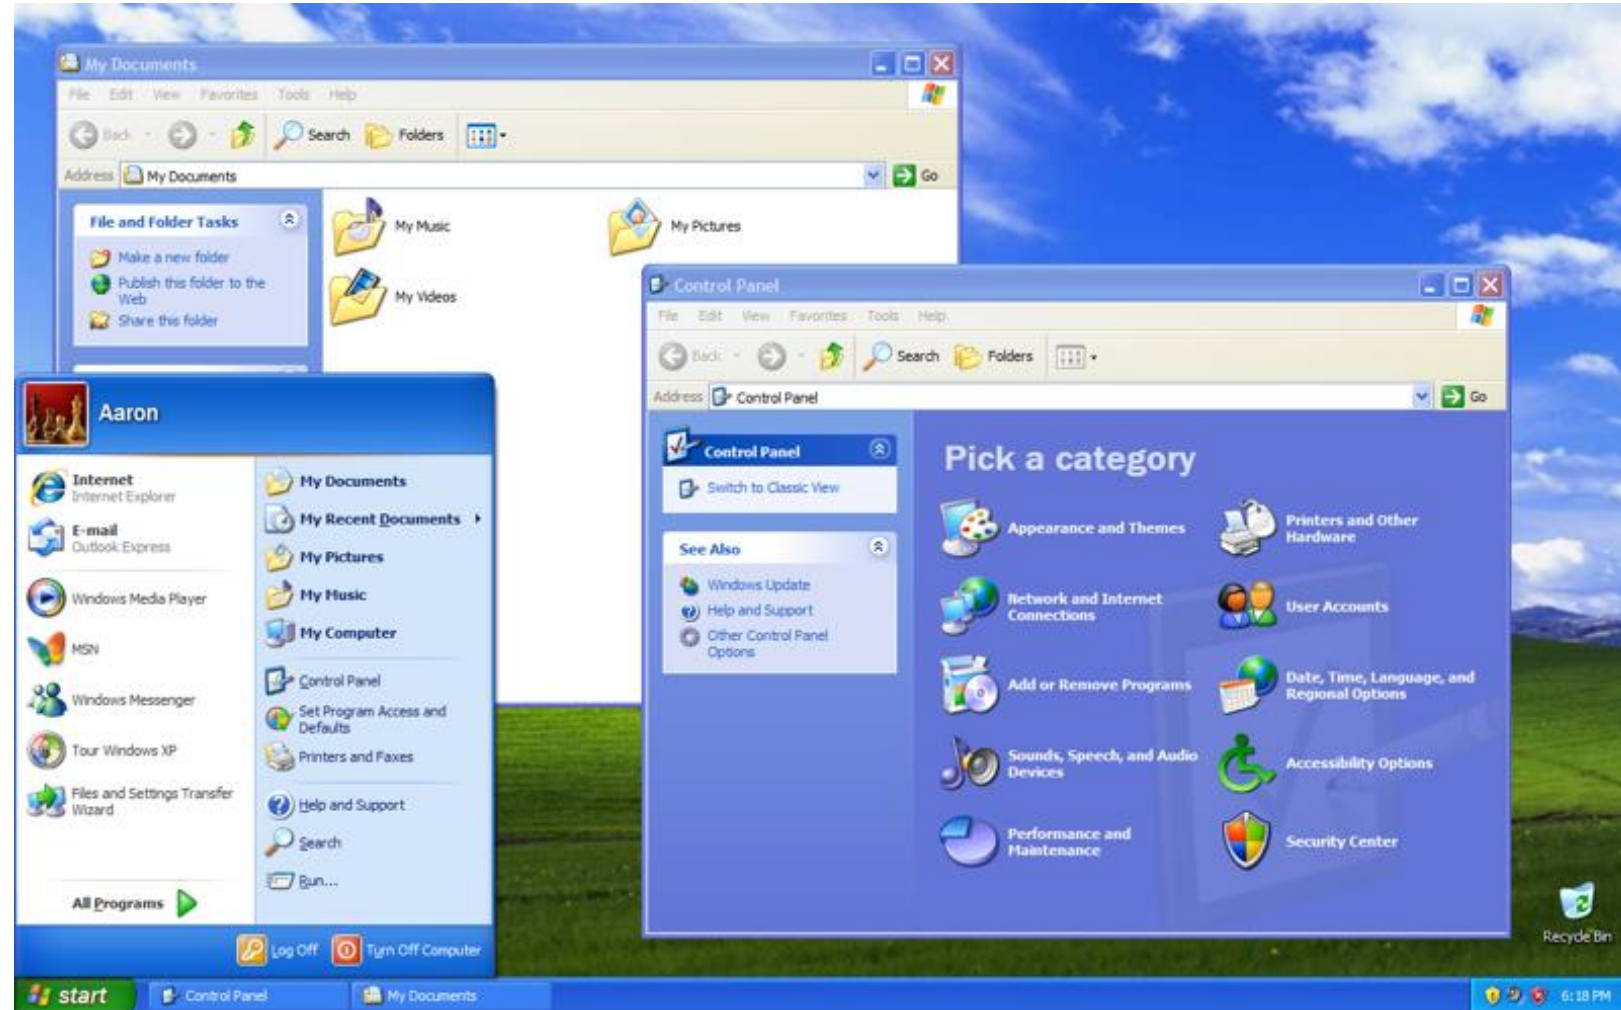 My Documents
File Edit View Favorites Tools Help
Back Search Folders
Address My Documents Go
File and Folder Tasks
Make a new folder
Publish this folder to the
Web
Share this folder
My Music
My Pictures
My Videos
Control Panel
File Edit View Favorites Tools Help
Back Search Folders
Address Control Panel Go
Control Panel
Switch to Classic View
See Also
Windows Update
Help and Support
Other Control Panel
Options
Pick a category
Appearance and Themes
Printers and Other
Hardware
Network and Internet
Connections
User Accounts
Add or Remove Programs
Date, Time, Language, and
Regional Options
Sounds, Speech, and Audio
Devices
Accessibility Options
Performance and
Maintenance
Security Center
Aaron
Internet
Internet Explorer
E-mail
Outlook Express
Windows Media Player
MSN
Windows Messenger
Tour Windows XP
Files and Settings Transfer
Wizard
All Programs
My Documents
My Recent Documents
My Pictures
My Music
My Computer
Control Panel
Set Program Access and
Defaults
Printers and Faxes
Help and Support
Search
Run...
Log Off Turn Off Computer
Recycle Bin
start Control Panel My Documents 6:18 PM